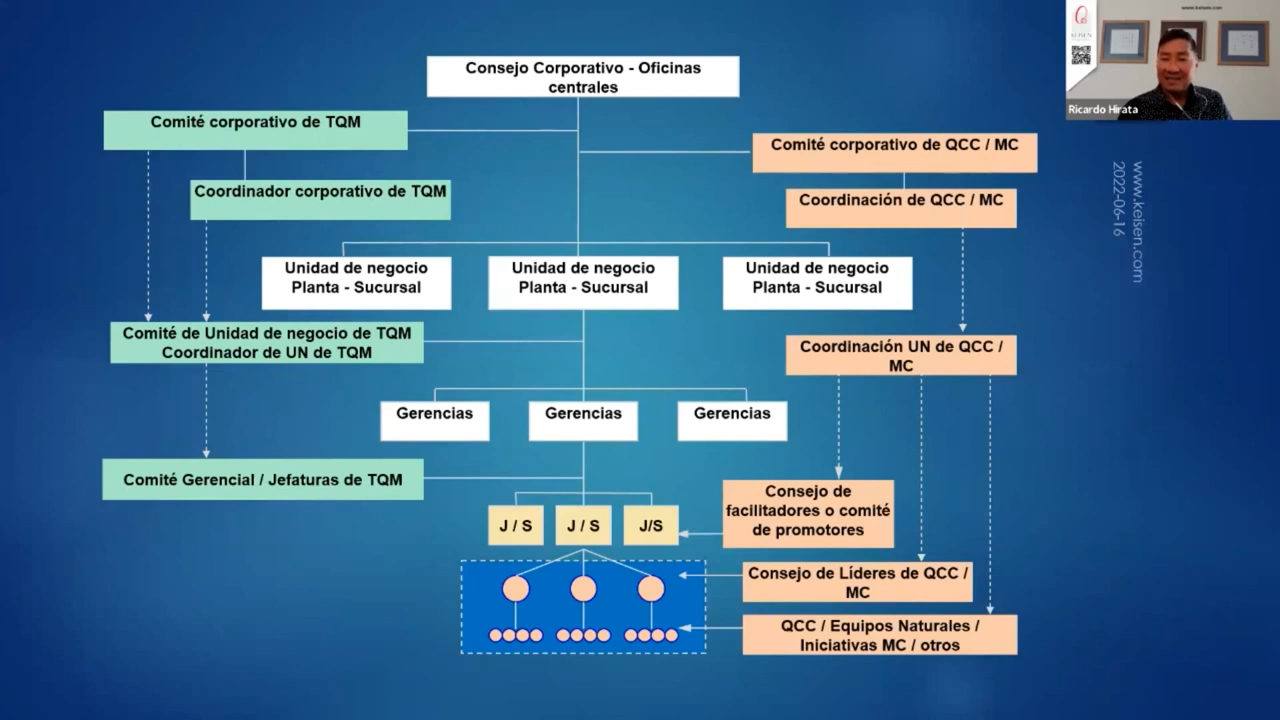 Consejo Corporativo - Oficinas
centrales
Comité corporativo de TQM
Coordinador corporativo de TQM
Comité corporativo de QCC / MC
Coordinación de QCC / MC
Unidad de negocio
Planta - Sucursal
Unidad de negocio
Planta - Sucursal
Unidad de negocio
Planta - Sucursal
Comité de Unidad de negocio de TQM
Coordinador de UN de TQM
Coordinación UN de QCC /
MC
Gerencias
Gerencias
Gerencias
Comité Gerencial / Jefaturas de TQM
J / S
J / S
J/S
Consejo de
facilitadores o comité
de promotores
Consejo de Líderes de QCC /
MC
QCC / Equipos Naturales /
Iniciativas MC / otros
www.keisen.com
2022-06-16
www.keisen.com
KEISEN
Ricardo Hirata